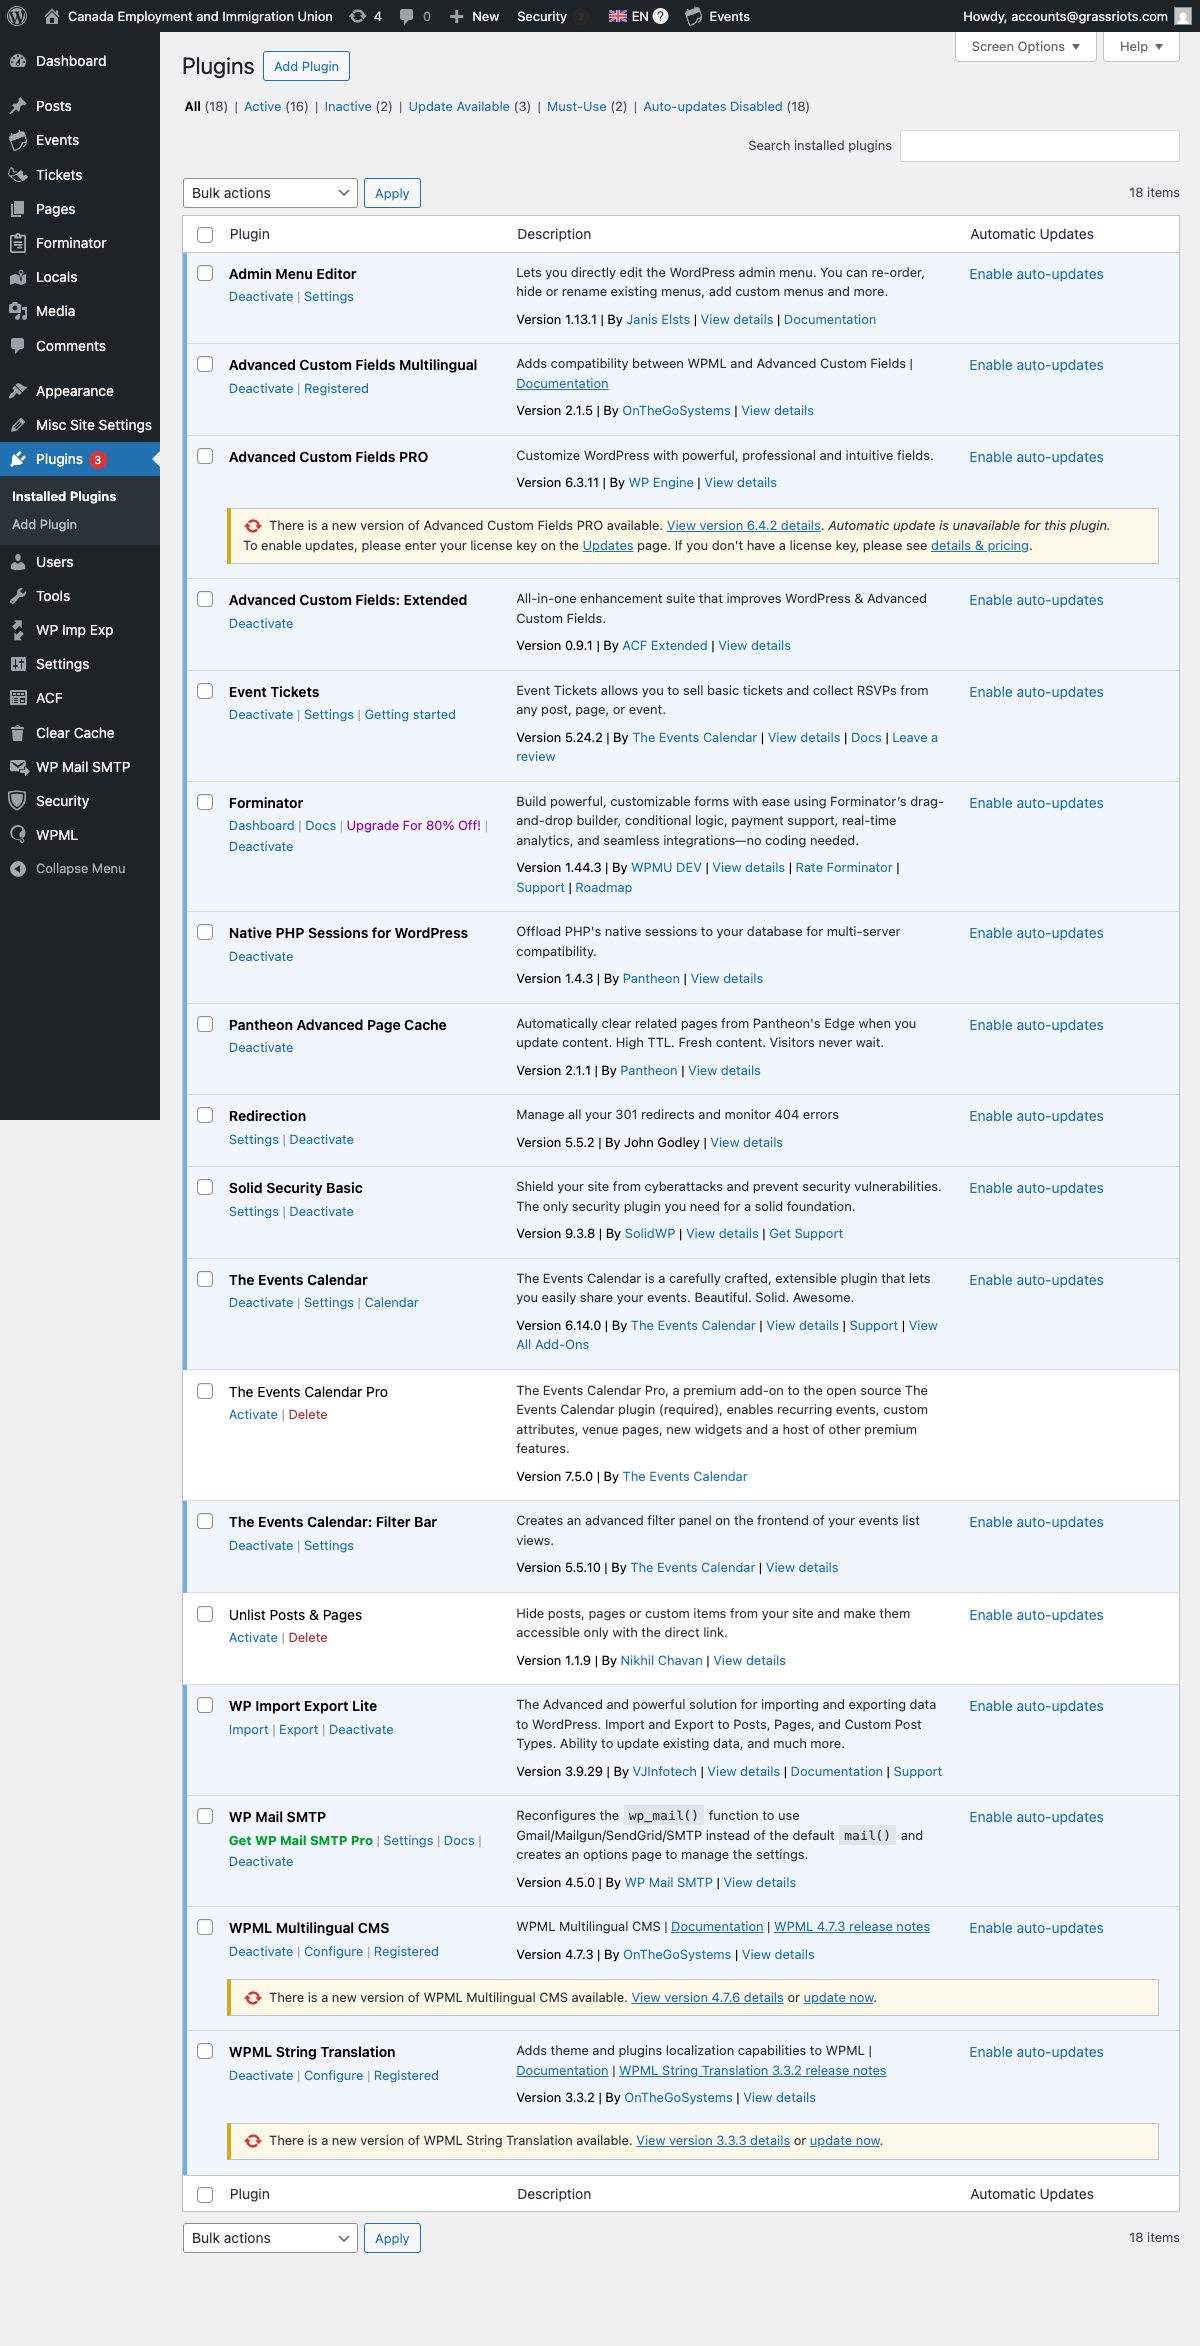 Canada Employment and Immigration Union 4 0 New Security EN Events Howdy, accounts@grassriots.com
Dashboard
Posts
Events
Tickets
Pages
Forminator
Locals
Media
Comments
Appearance
Misc Site Settings
Plugins 3
Installed Plugins
Add Plugin
Users
Tools
WP Imp Exp
Settings
ACF
Clear Cache
WP Mail SMTP
Security
WPML
Collapse Menu
Screen Options Help
Plugins Add Plugin
All (18) | Active (16) | Inactive (2) | Update Available (3) | Must-Use (2) | Auto-updates Disabled (18)
Search installed plugins
Bulk actions Apply 18 items
Plugin Description Automatic Updates
Admin Menu Editor
Deactivate | Settings
Lets you directly edit the WordPress admin menu. You can re-order,
hide or rename existing menus, add custom menus and more.
Version 1.13.1 | By Janis Elsts | View details | Documentation
Enable auto-updates
Advanced Custom Fields Multilingual
Deactivate | Registered
Adds compatibility between WPML and Advanced Custom Fields |
Documentation
Version 2.1.5 | By OnTheGoSystems | View details
Enable auto-updates
Advanced Custom Fields PRO
Customize WordPress with powerful, professional and intuitive fields.
Version 6.3.11 | By WP Engine | View details
Enable auto-updates
There is a new version of Advanced Custom Fields PRO available. View version 6.4.2 details. Automatic update is unavailable for this plugin.
To enable updates, please enter your license key on the Updates page. If you don't have a license key, please see details & pricing.
Advanced Custom Fields: Extended
Deactivate
All-in-one enhancement suite that improves WordPress & Advanced
Custom Fields.
Version 0.9.1 | By ACF Extended | View details
Enable auto-updates
Event Tickets
Deactivate | Settings | Getting started
Event Tickets allows you to sell basic tickets and collect RSVPs from
any post, page, or event.
Version 5.24.2 | By The Events Calendar | View details | Docs | Leave a
review
Enable auto-updates
Forminator
Dashboard | Docs | Upgrade For 80% Off! |
Deactivate
Build powerful, customizable forms with ease using Forminator’s drag-
and-drop builder, conditional logic, payment support, real-time
analytics, and seamless integrations—no coding needed.
Version 1.44.3 | By WPMU DEV | View details | Rate Forminator |
Support | Roadmap
Enable auto-updates
Native PHP Sessions for WordPress
Deactivate
Offload PHP's native sessions to your database for multi-server
compatibility.
Version 1.4.3 | By Pantheon | View details
Enable auto-updates
Pantheon Advanced Page Cache
Deactivate
Automatically clear related pages from Pantheon's Edge when you
update content. High TTL. Fresh content. Visitors never wait.
Version 2.1.1 | By Pantheon | View details
Enable auto-updates
Redirection
Settings | Deactivate
Manage all your 301 redirects and monitor 404 errors
Version 5.5.2 | By John Godley | View details
Enable auto-updates
Solid Security Basic
Settings | Deactivate
Shield your site from cyberattacks and prevent security vulnerabilities.
The only security plugin you need for a solid foundation.
Version 9.3.8 | By SolidWP | View details | Get Support
Enable auto-updates
The Events Calendar
Deactivate | Settings | Calendar
The Events Calendar is a carefully crafted, extensible plugin that lets
you easily share your events. Beautiful. Solid. Awesome.
Version 6.14.0 | By The Events Calendar | View details | Support | View
All Add-Ons
Enable auto-updates
The Events Calendar Pro
Activate | Delete
The Events Calendar Pro, a premium add-on to the open source The
Events Calendar plugin (required), enables recurring events, custom
attributes, venue pages, new widgets and a host of other premium
features.
Version 7.5.0 | By The Events Calendar
The Events Calendar: Filter Bar
Deactivate | Settings
Creates an advanced filter panel on the frontend of your events list
views.
Version 5.5.10 | By The Events Calendar | View details
Enable auto-updates
Unlist Posts & Pages
Activate | Delete
Hide posts, pages or custom items from your site and make them
accessible only with the direct link.
Version 1.1.9 | By Nikhil Chavan | View details
Enable auto-updates
WP Import Export Lite
Import | Export | Deactivate
The Advanced and powerful solution for importing and exporting data
to WordPress. Import and Export to Posts, Pages, and Custom Post
Types. Ability to update existing data, and much more.
Version 3.9.29 | By VJInfotech | View details | Documentation | Support
Enable auto-updates
WP Mail SMTP
Get WP Mail SMTP Pro | Settings | Docs |
Deactivate
Reconfigures the wp_mail() function to use
Gmail/Mailgun/SendGrid/SMTP instead of the default mail() and
creates an options page to manage the settings.
Version 4.5.0 | By WP Mail SMTP | View details
Enable auto-updates
WPML Multilingual CMS
Deactivate | Configure | Registered
WPML Multilingual CMS | Documentation | WPML 4.7.3 release notes
Version 4.7.3 | By OnTheGoSystems | View details
Enable auto-updates
There is a new version of WPML Multilingual CMS available. View version 4.7.6 details or update now.
WPML String Translation
Deactivate | Configure | Registered
Adds theme and plugins localization capabilities to WPML |
Documentation | WPML String Translation 3.3.2 release notes
Version 3.3.2 | By OnTheGoSystems | View details
Enable auto-updates
There is a new version of WPML String Translation available. View version 3.3.3 details or update now.
Plugin Description Automatic Updates
Bulk actions Apply 18 items